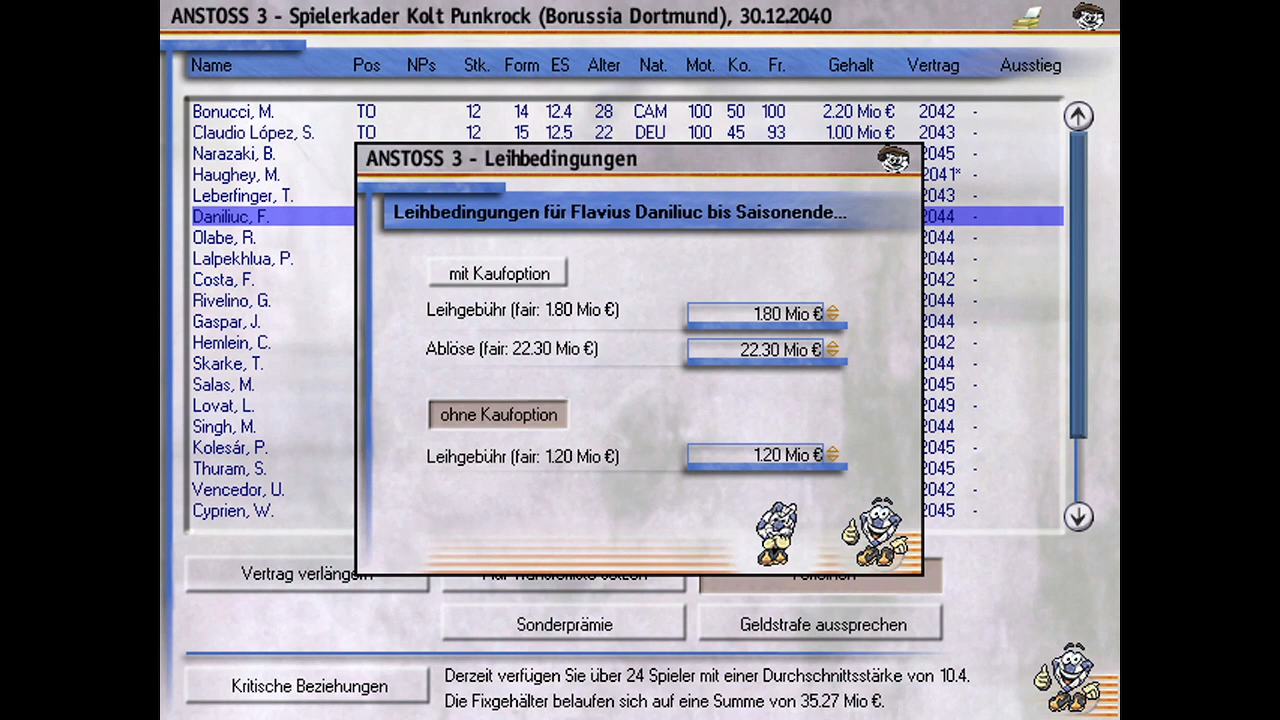 ANSTOSS 3 - Spielerkader Kolt Punkrock (Borussia Dortmund), 30.12.2040
Name Pos NPs Stk. Form ES Alter Nat. Mot. Ko. Fr. Gehalt Vertrag Ausstieg
Bonucci, M. TO 12 14 12.4 28 CAM 100 50 100 2.20 Mio € 2042 -
Claudio López, S. TO 12 15 12.5 22 DEU 100 45 93 1.00 Mio € 2043 -
Narazaki, B. 2045 -
Haughey, M. 2041* -
Leberfinger, T. 2043 -
Daniliuc, F. 2044 -
Olabe, R. 2044 -
Lalpekhlua, P. 2044 -
Costa, F. 2042 -
Rivelino, G. 2044 -
Gaspar, J. 2044 -
Hemlein, C. 2042 -
Skarke, T. 2044 -
Salas, M. 2045 -
Lovat, L. 2049 -
Singh, M. 2044 -
Kolesár, P. 2045 -
Thuram, S. 2045 -
Vencedor, U. 2042 -
Cyprien, W. 2045 -
ANSTOSS 3 - Leihbedingungen
Leihbedingungen für Flavius Daniliuc bis Saisonende...
mit Kaufoption
Leihgebühr (fair: 1.80 Mio €) 1.80 Mio €
Ablöse (fair: 22.30 Mio €) 22.30 Mio €
ohne Kaufoption
Leihgebühr (fair: 1.20 Mio €) 1.20 Mio €
Vertrag verlängern
Sonderprämie Geldstrafe aussprechen
Kritische Beziehungen
Derzeit verfügen Sie über 24 Spieler mit einer Durchschnittsstärke von 10.4.
Die Fixgehälter belaufen sich auf eine Summe von 35.27 Mio €.